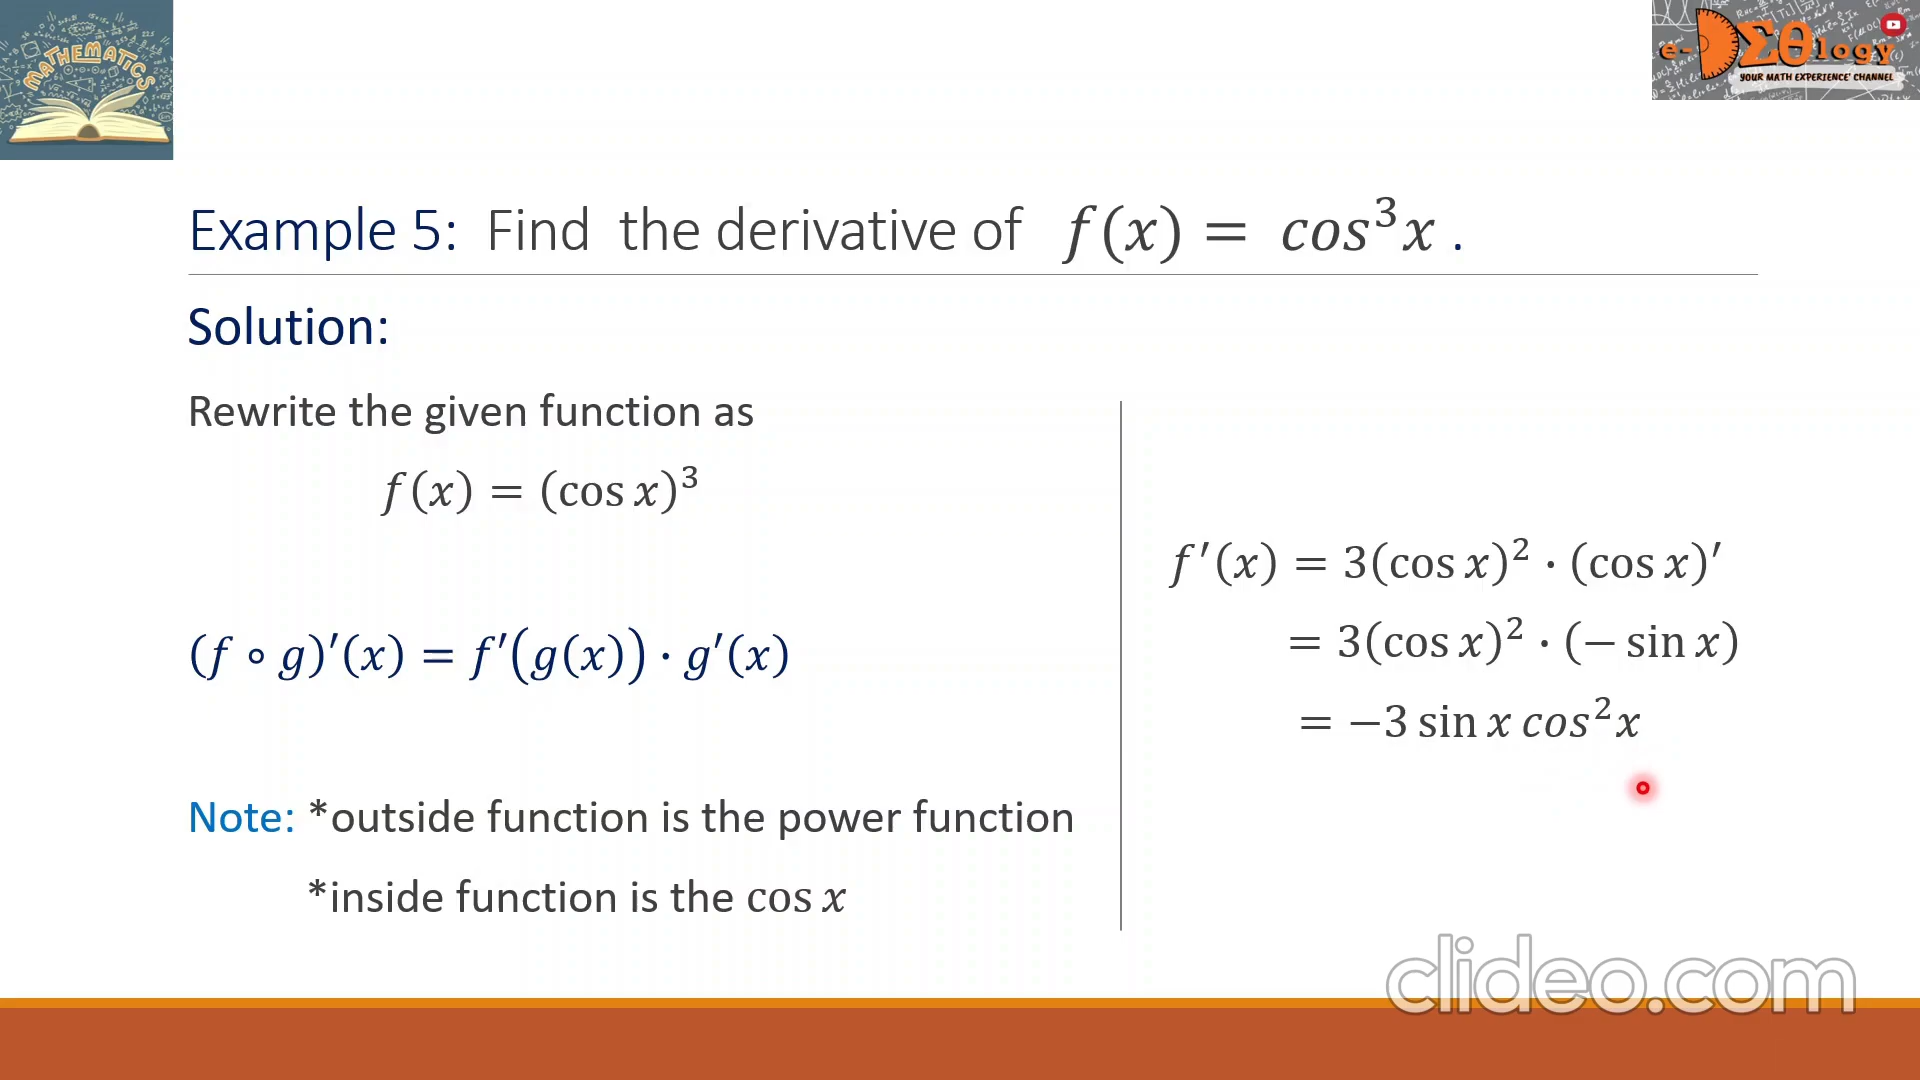 MATHEMATICS
e-DΣθlogy
YOUR MATH EXPERIENCE' CHANNEL
Example 5: Find the derivative of f(x) = cos³x .
Solution:
Rewrite the given function as
f(x) = (cos x)³
(f ∘ g)′(x) = f′(g(x)) · g′(x)
Note: *outside function is the power function
*inside function is the cos x
f′(x) = 3(cos x)² · (cos x)′
= 3(cos x)² · (− sin x)
= −3 sin x cos²x
clideo.com